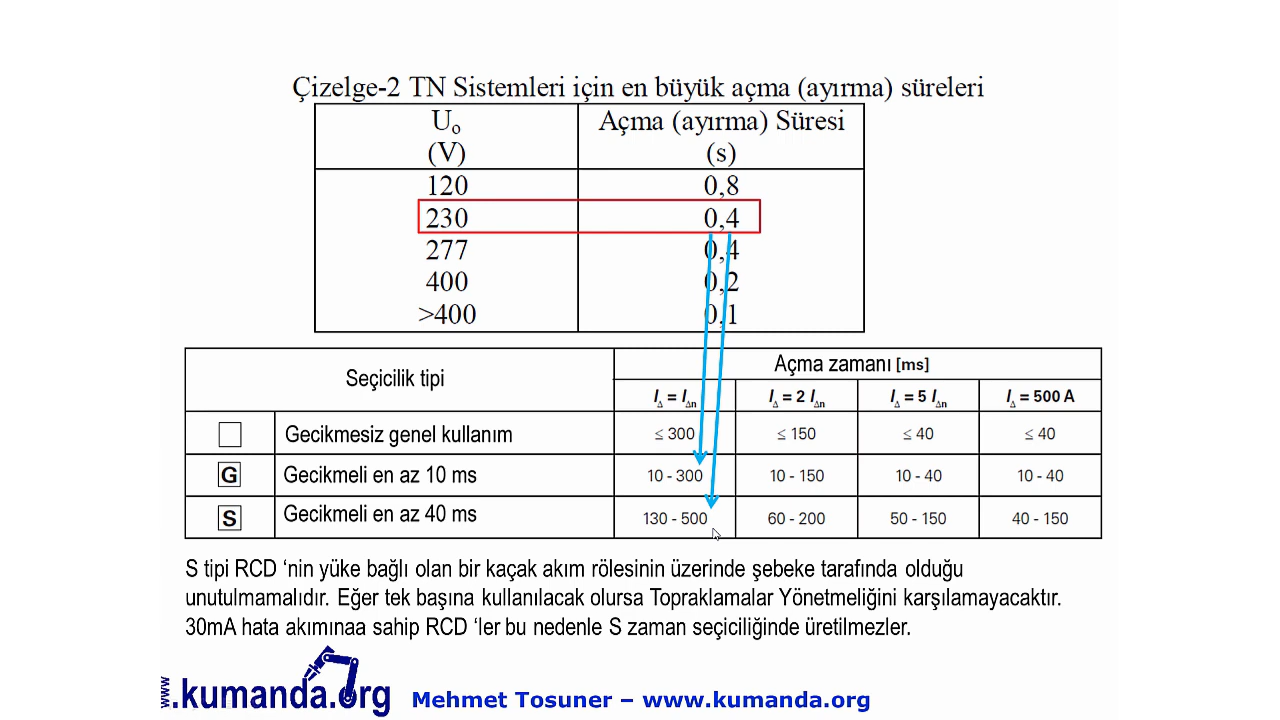 Çizelge-2 TN Sistemleri için en büyük açma (ayırma) süreleri
Uo Açma (ayırma) Süresi
(V) (s)
120 0,8
230 0,4
277 0,4
400 0,2
>400 0,1
Seçicilik tipi Açma zamanı [ms]
IΔ = IΔn IΔ = 2 IΔn IΔ = 5 IΔn IΔ = 500 A
Gecikmesiz genel kullanım ≤ 300 ≤ 150 ≤ 40 ≤ 40
G Gecikmeli en az 10 ms 10 - 300 10 - 150 10 - 40 10 - 40
S Gecikmeli en az 40 ms 130 - 500 60 - 200 50 - 150 40 - 150
S tipi RCD ‘nin yüke bağlı olan bir kaçak akım rölesinin üzerinde şebeke tarafında olduğu
unutulmamalıdır. Eğer tek başına kullanılacak olursa Topraklamalar Yönetmeliğini karşılamayacaktır.
30mA hata akımınaa sahip RCD ‘ler bu nedenle S zaman seçiciliğinde üretilmezler.
www.kumanda.org Mehmet Tosuner – www.kumanda.org